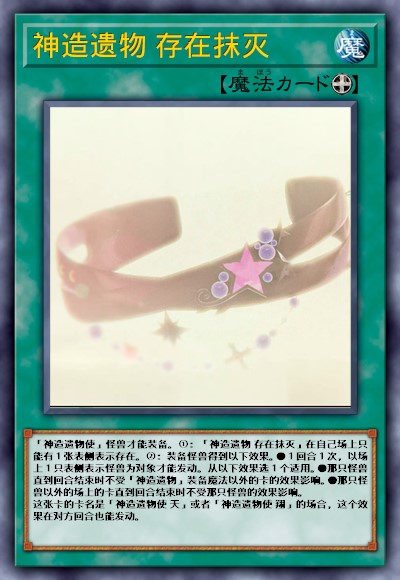 神造遗物 存在抹灭
魔
【魔法カード】
「神造遗物使」怪兽才能装备。①:「神造遗物 存在抹灭」在自己场上只
能有1张表侧表示存在。②:装备怪兽得到以下效果。●1回合1次,以场
上1只表侧表示怪兽为对象才能发动。从以下效果选1个适用。●那只怪兽
直到回合结束时不受「神造遗物」装备魔法以外的卡的效果影响。●那只怪
兽以外的场上的卡直到回合结束时不受那只怪兽的效果影响。
这张卡的卡名是「神造遗物使 天」或者「神造遗物使 翔」的场合,这个效
果在对方回合也能发动。